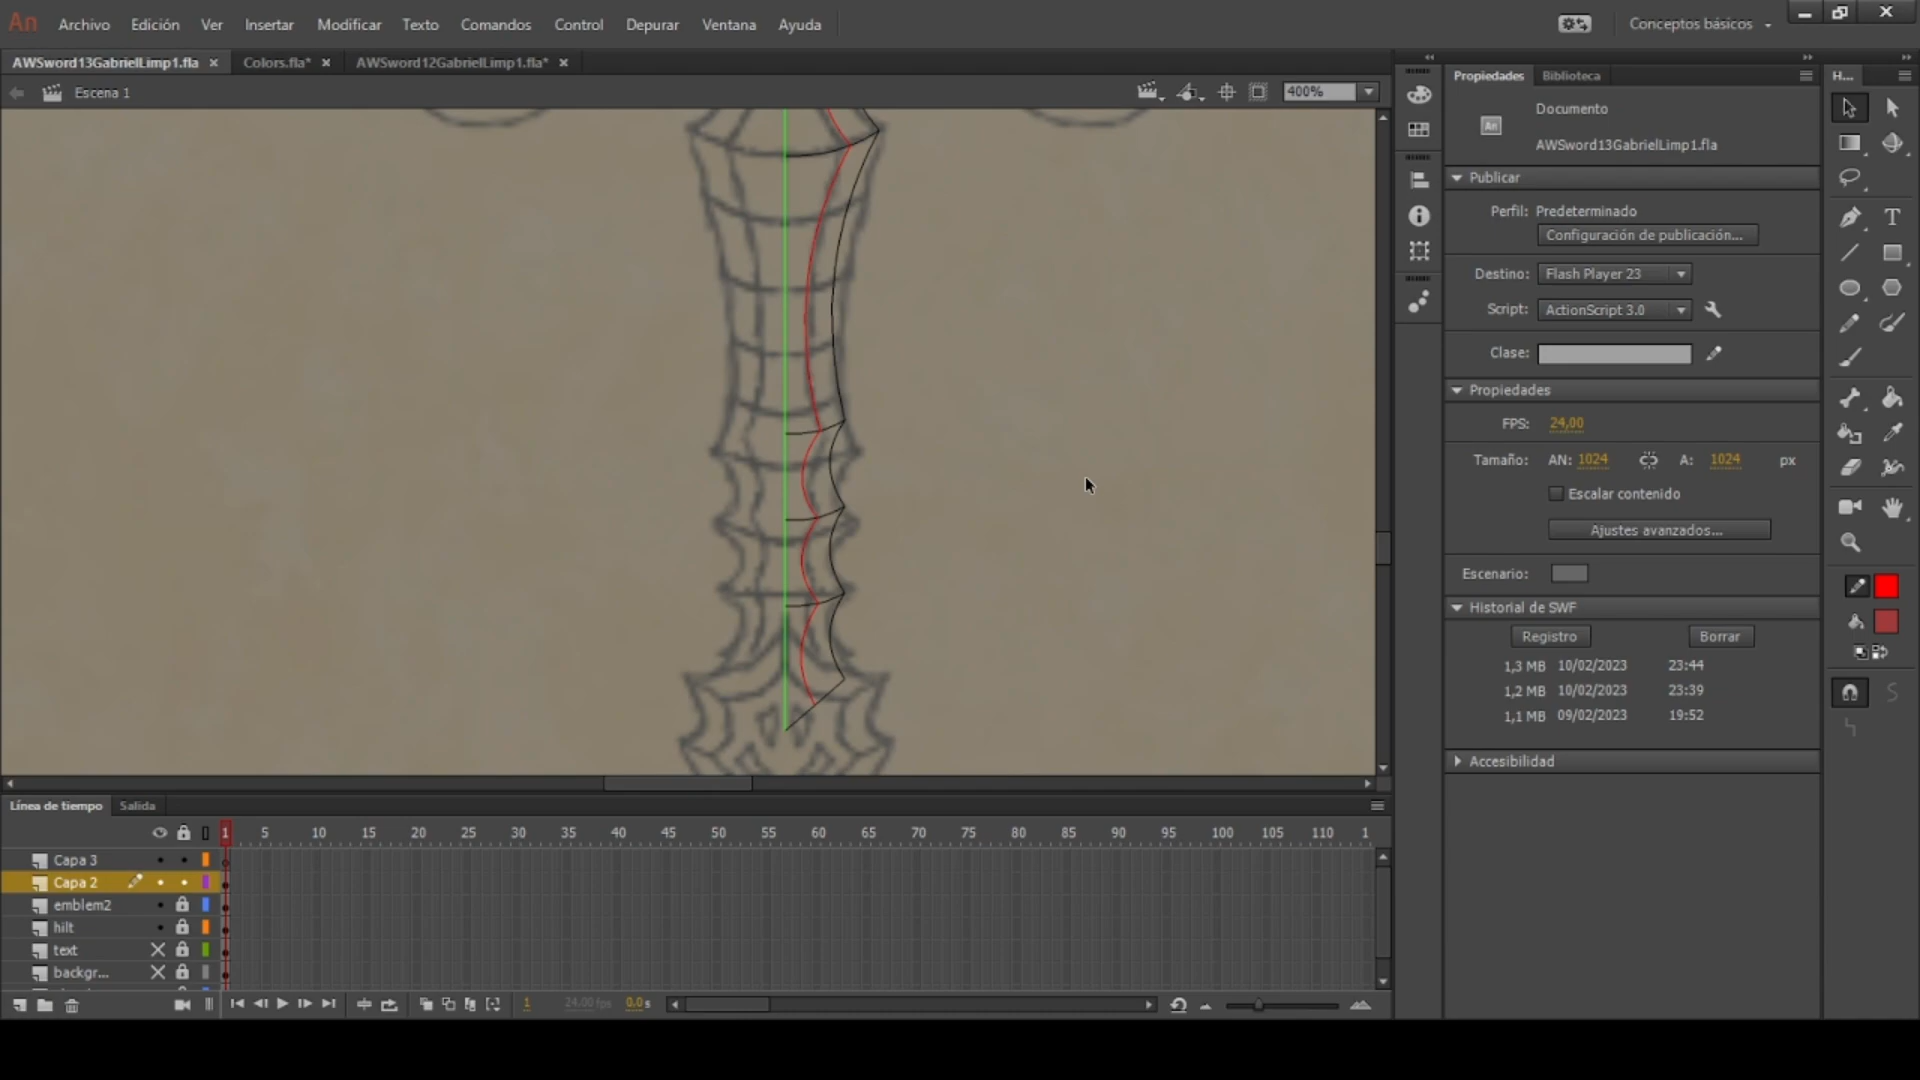 An Archivo Edición Ver Insertar Modificar Texto Comandos Control Depurar Ventana Ayuda Conceptos básicos
AWSword13GabrielLimp1.fla Colors.fla* AWSword12GabrielLimp1.fla*
Escena 1 400%
Propiedades Biblioteca H...
Documento
An
AWSword13GabrielLimp1.fla
Publicar
Perfil: Predeterminado
Configuración de publicación...
Destino: Flash Player 23
Script: ActionScript 3.0
Clase:
Propiedades
FPS: 24,00
Tamaño: AN: 1024 A: 1024 px
Escalar contenido
Ajustes avanzados...
Escenario:
Historial de SWF
Registro Borrar
1,3 MB 10/02/2023 23:44
1,2 MB 10/02/2023 23:39
1,1 MB 09/02/2023 19:52
Accesibilidad
Línea de tiempo Salida
1 5 10 15 20 25 30 35 40 45 50 55 60 65 70 75 80 85 90 95 100 105 110 1
Capa 3
Capa 2
emblem2
hilt
text
backgr...
1 24.00 fps 0.0 s